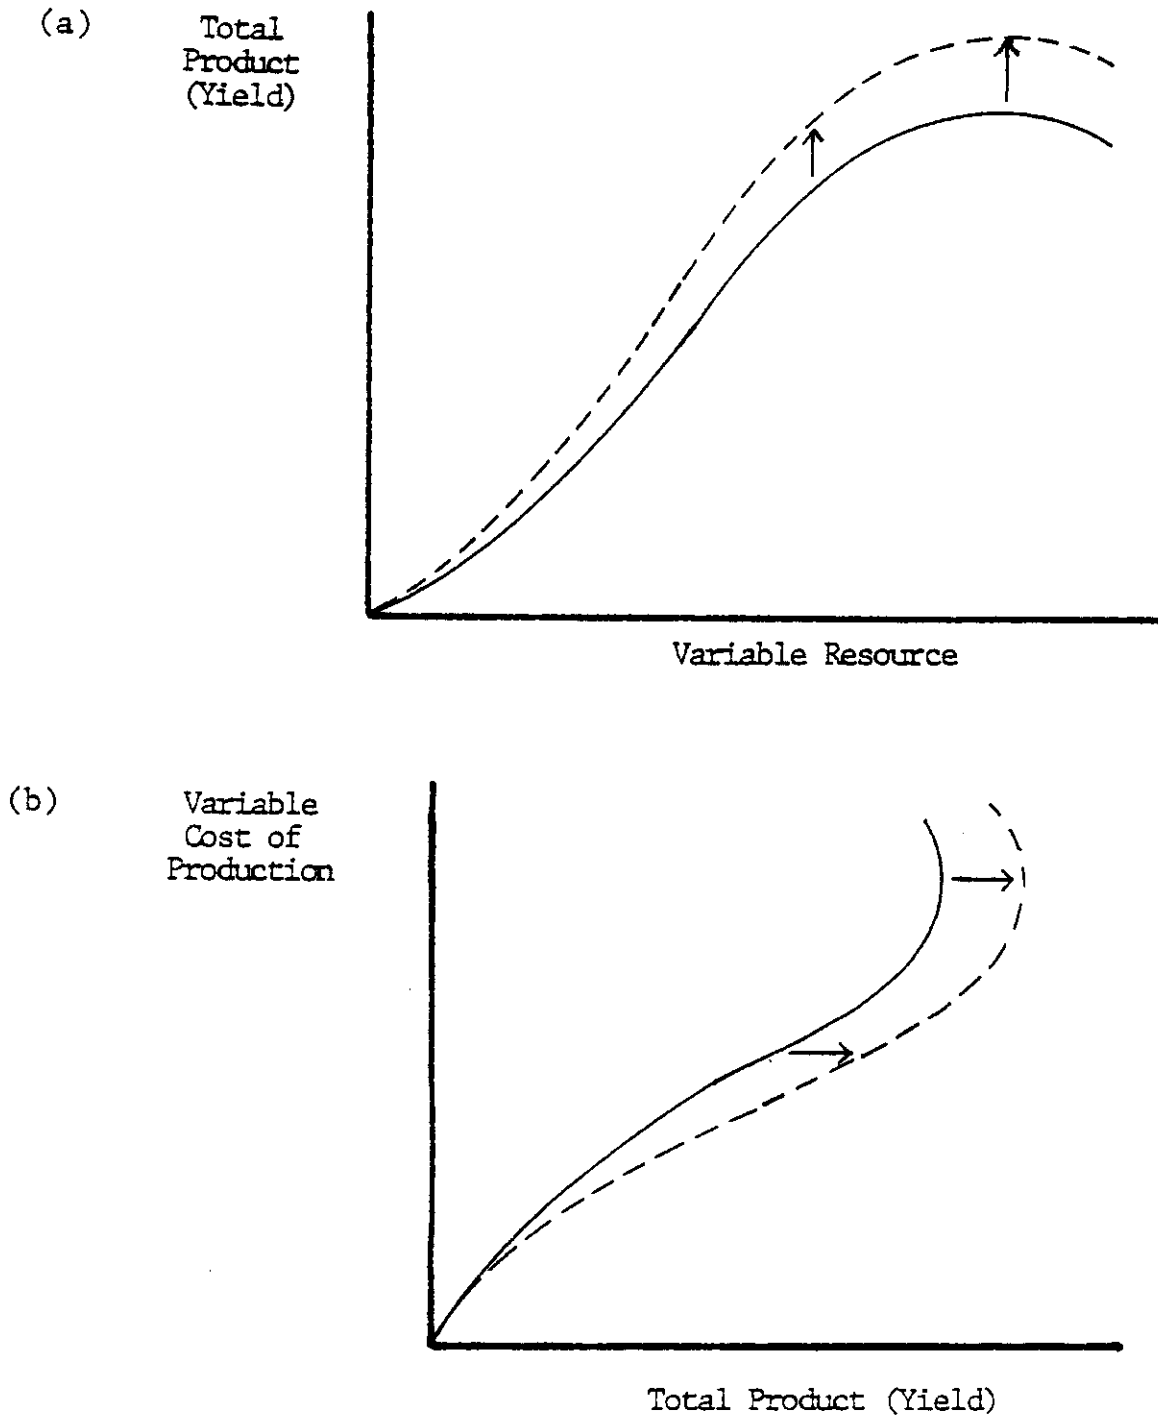 (a)
Total
Product
(Yield)
Variable Resource
(b)
Variable
Cost of
Production
Total Product (Yield)